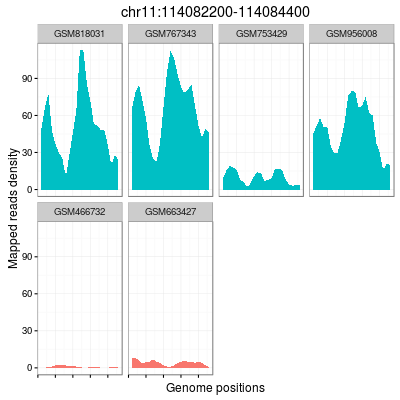 chr11:114082200-114084400
GSM818031 GSM767343 GSM753429 GSM956008
90
60
30
0
GSM466732 GSM663427
90
60
30
0
Mapped reads density
Genome positions